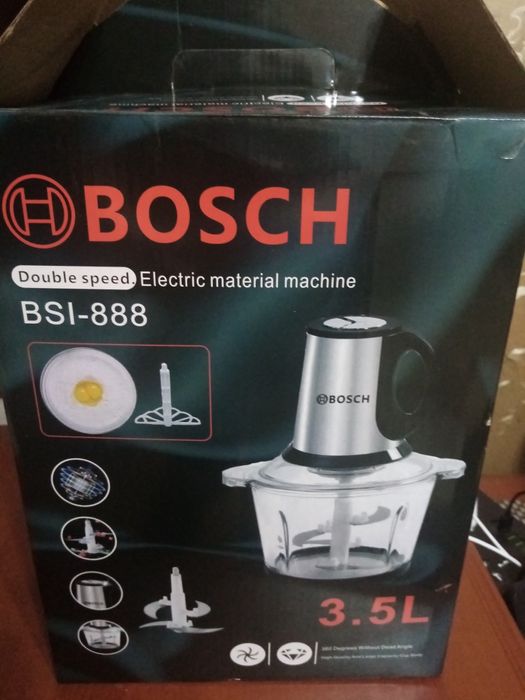 BOSCH
Double speed. Electric material machine
BSI-888
BOSCH
3.5L
360 Degrees Without Dead Angle